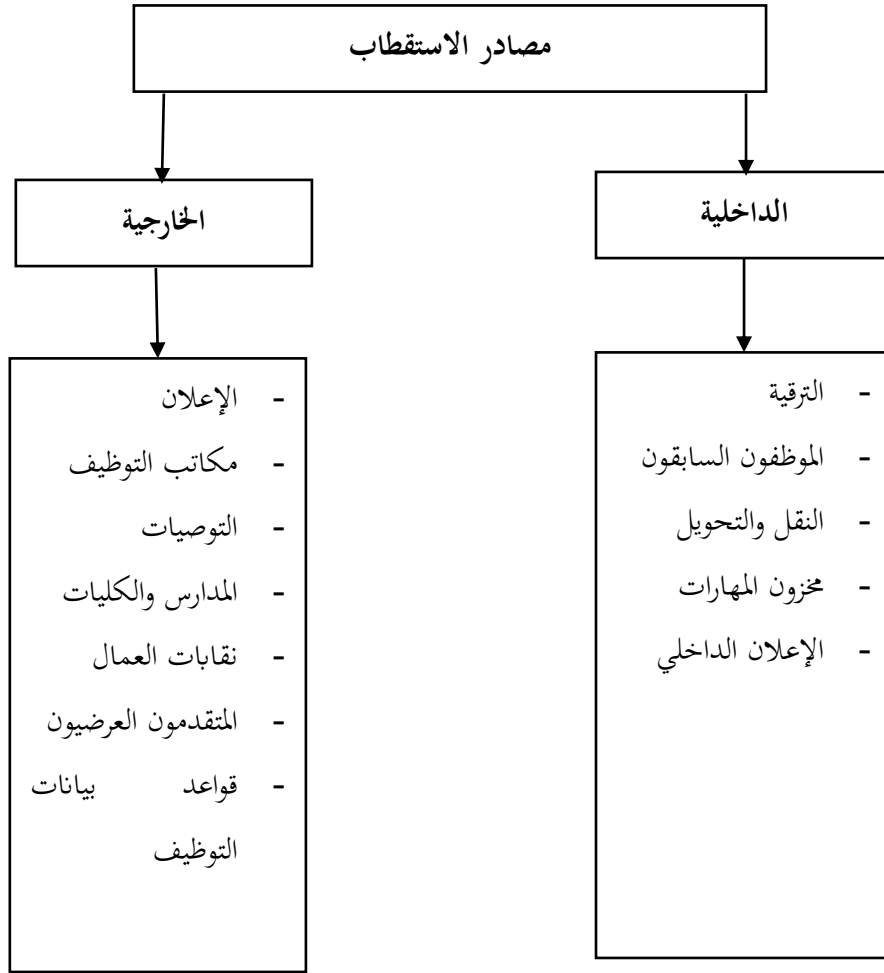 مصادر الاستقطاب
الداخلية
- الترقية
- الموظفون السابقون
- النقل والتحويل
- مخزون المهارات
- الإعلان الداخلي
الخارجية
- الإعلان
- مكاتب التوظيف
- التوصيات
- المدارس والكليات
- نقابات العمال
- المتقدمون العرضيون
- قواعد بيانات
التوظيف